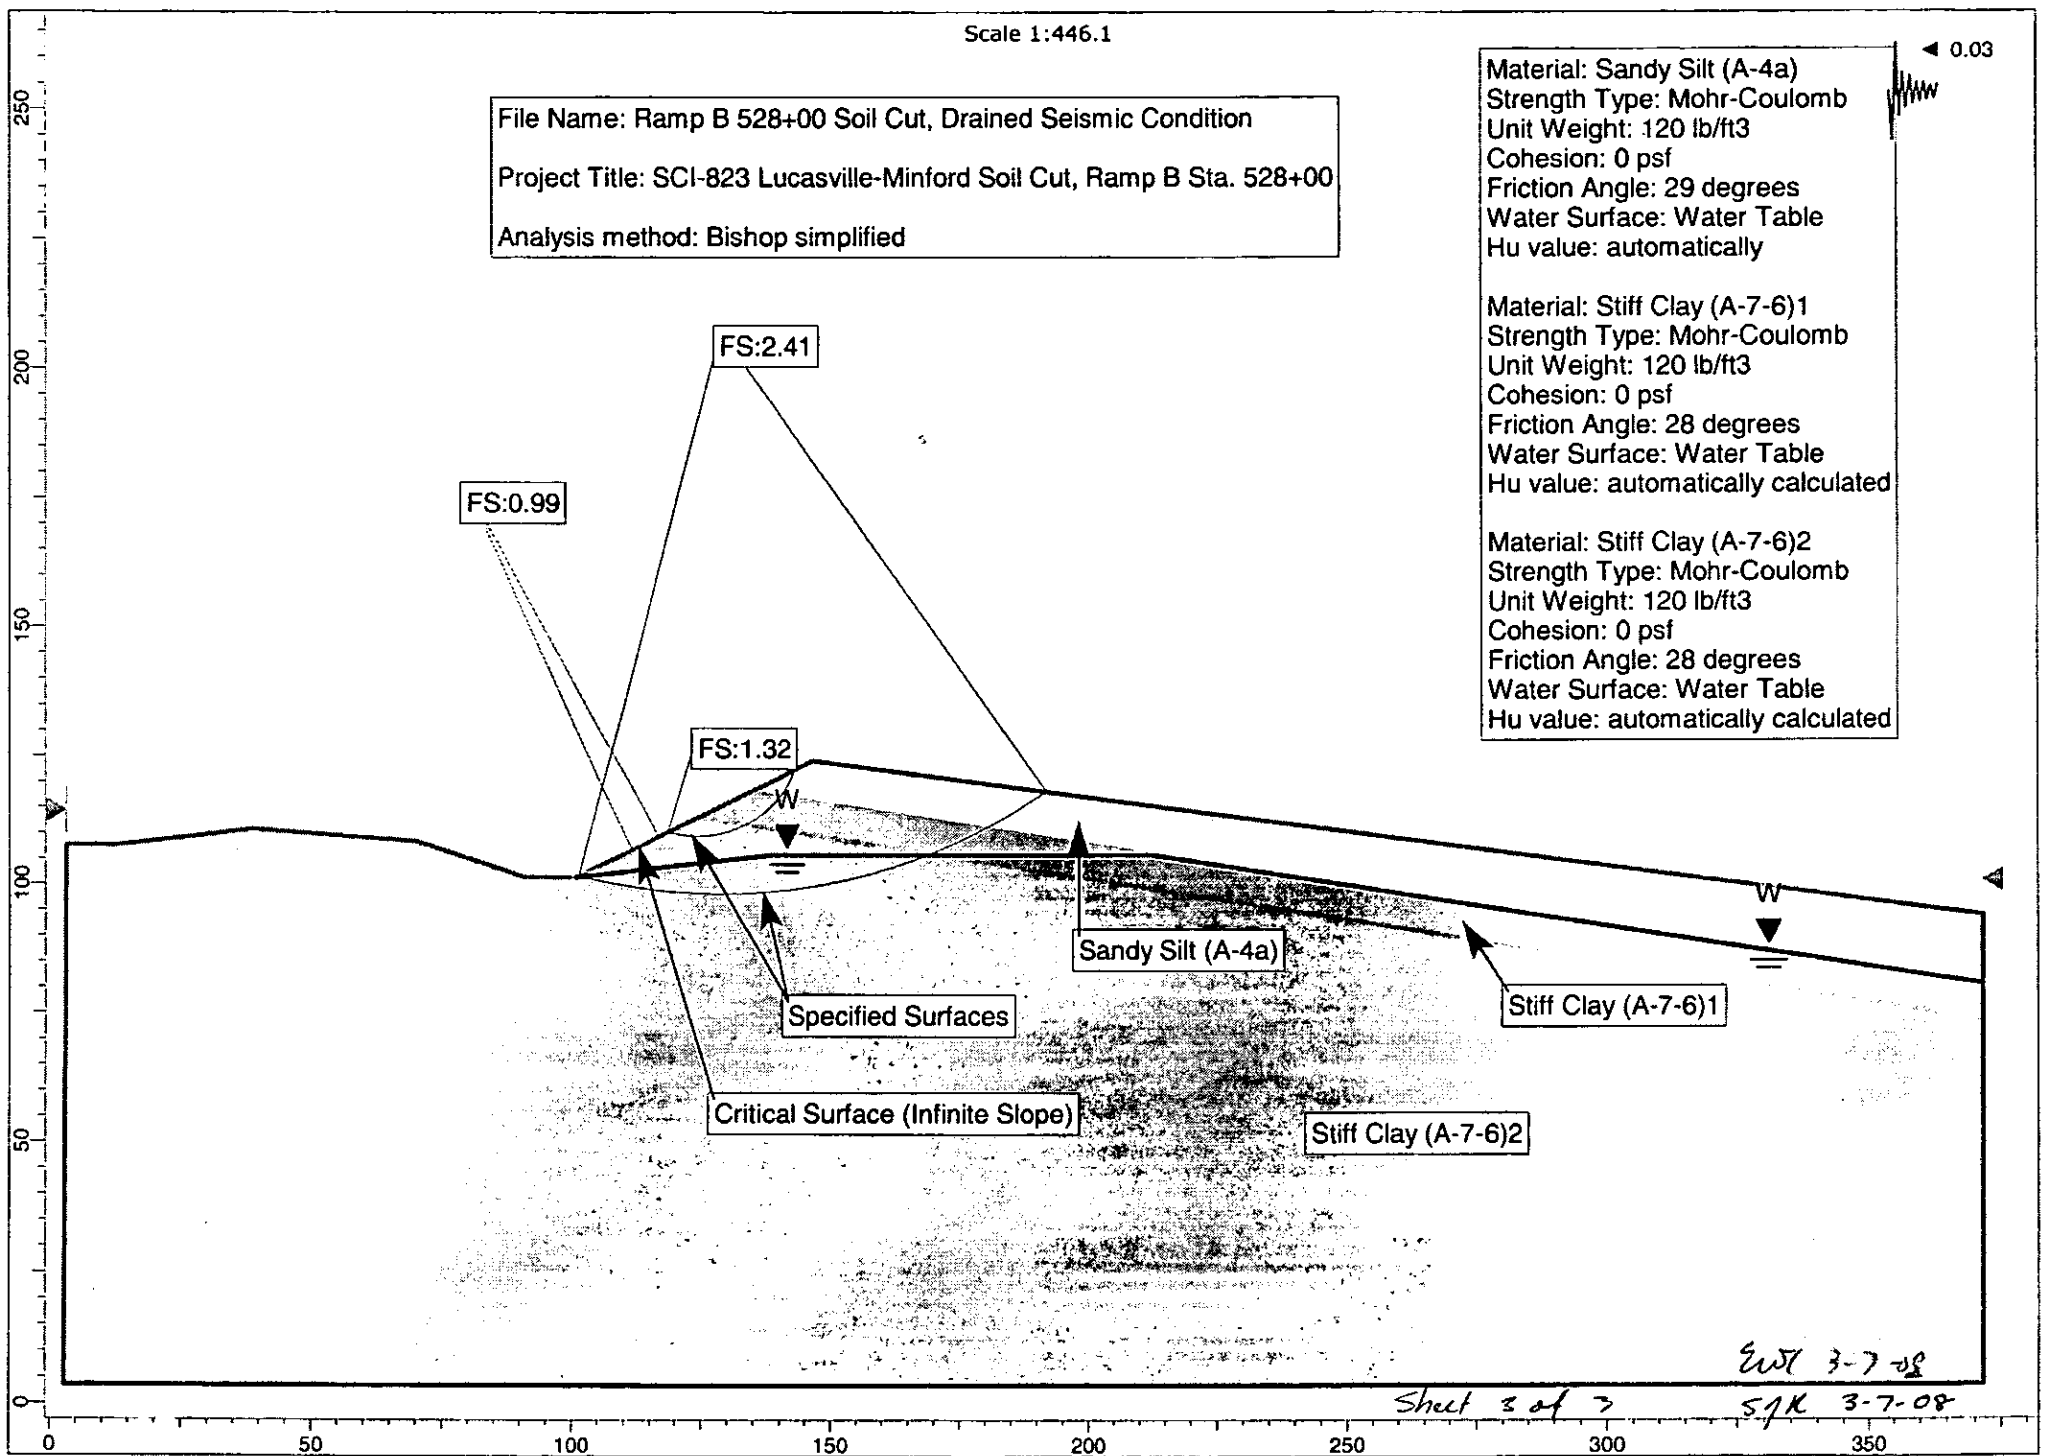 Scale 1:446.1
0.03
File Name: Ramp B 528+00 Soil Cut, Drained Seismic Condition
Project Title: SCI-823 Lucasville-Minford Soil Cut, Ramp B Sta. 528+00
Analysis method: Bishop simplified
Material: Sandy Silt (A-4a)
Strength Type: Mohr-Coulomb
Unit Weight: 120 lb/ft3
Cohesion: 0 psf
Friction Angle: 29 degrees
Water Surface: Water Table
Hu value: automatically
Material: Stiff Clay (A-7-6)1
Strength Type: Mohr-Coulomb
Unit Weight: 120 lb/ft3
Cohesion: 0 psf
Friction Angle: 28 degrees
Water Surface: Water Table
Hu value: automatically calculated
Material: Stiff Clay (A-7-6)2
Strength Type: Mohr-Coulomb
Unit Weight: 120 lb/ft3
Cohesion: 0 psf
Friction Angle: 28 degrees
Water Surface: Water Table
Hu value: automatically calculated
250
200
150
100
50
0
FS:2.41
FS:0.99
FS:1.32
W
W
Sandy Silt (A-4a)
Stiff Clay (A-7-6)1
Specified Surfaces
Critical Surface (Infinite Slope)
Stiff Clay (A-7-6)2
3-7-08
Sheet 3 of 3
SJK 3-7-08
0 50 100 150 200 250 300 350